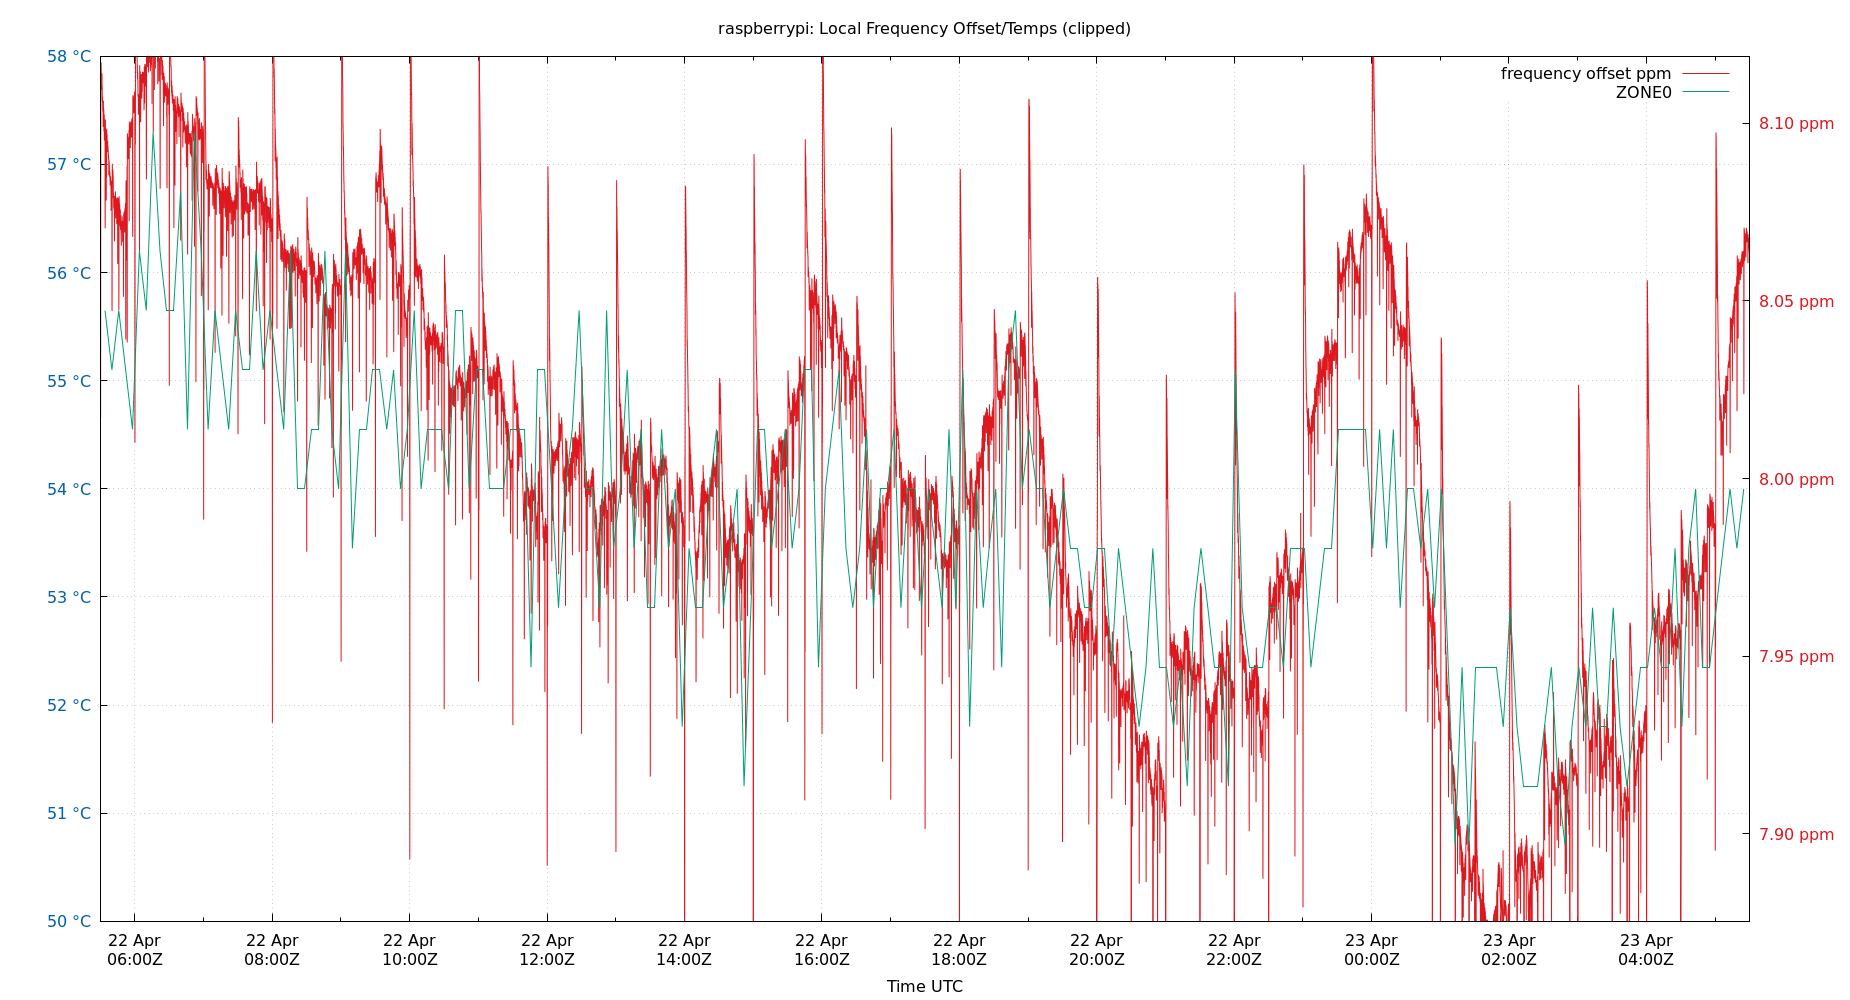 raspberrypi: Local Frequency Offset/Temps (clipped)
frequency offset ppm
ZONE0
58 °C
57 °C
56 °C
55 °C
54 °C
53 °C
52 °C
51 °C
50 °C
8.10 ppm
8.05 ppm
8.00 ppm
7.95 ppm
7.90 ppm
22 Apr 22 Apr 22 Apr 22 Apr 22 Apr 22 Apr 22 Apr 22 Apr 22 Apr 23 Apr 23 Apr 23 Apr
06:00Z 08:00Z 10:00Z 12:00Z 14:00Z 16:00Z 18:00Z 20:00Z 22:00Z 00:00Z 02:00Z 04:00Z
Time UTC